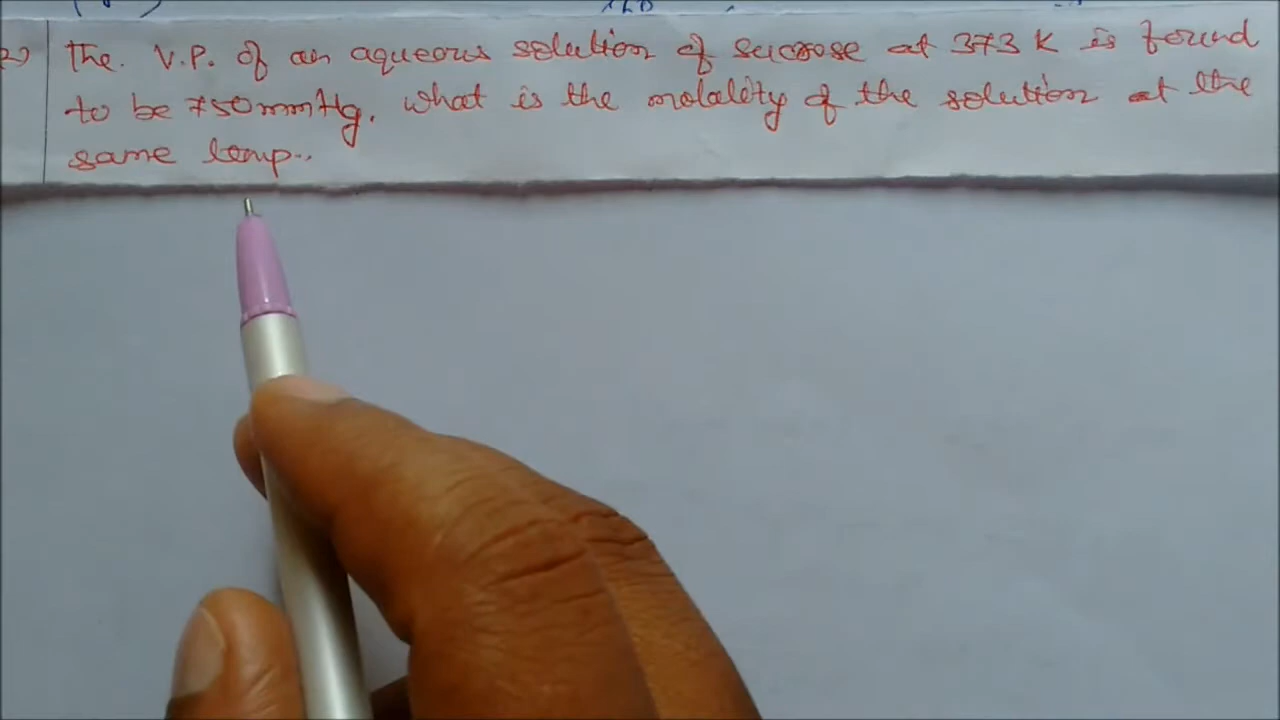 2) The. V.P. of an aqueous solution of sucrose at 373 K is found
to be 750mmHg. What is the molality of the solution at the
same temp..